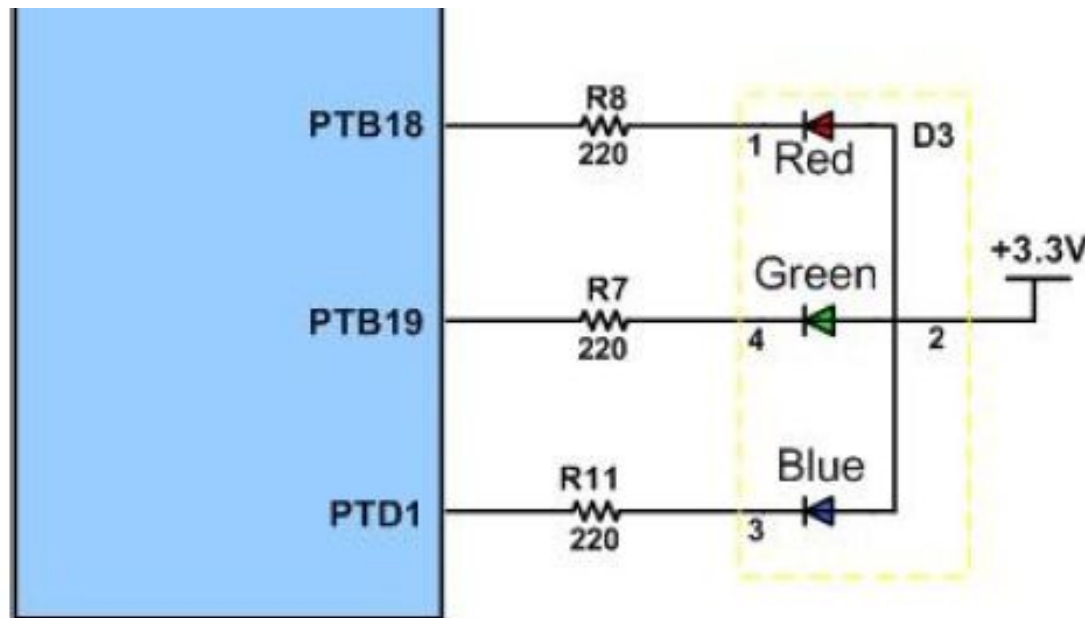 R8
PTB18
220
1
Red
D3
+3.3V
Green
R7
PTB19
220
4
2
Blue
R11
PTD1
220
3